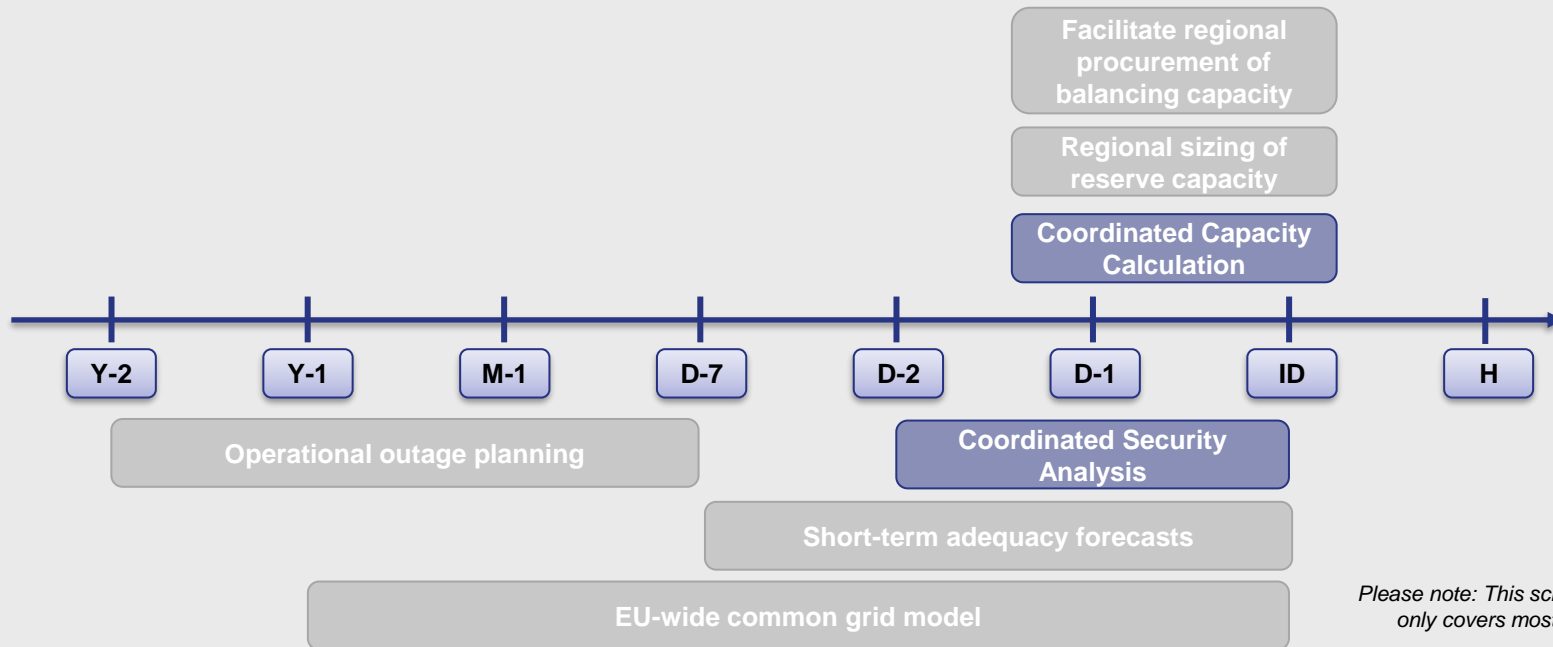 Facilitate regional
procurement of
balancing capacity
Regional sizing of
reserve capacity
Coordinated Capacity
Calculation
Y-2
Y-1
M-1
D-7
D-2
D-1
ID
H
Operational outage planning
Coordinated Security
Analysis
Short-term adequacy forecasts
EU-wide common grid model
Please note: This
only covers most